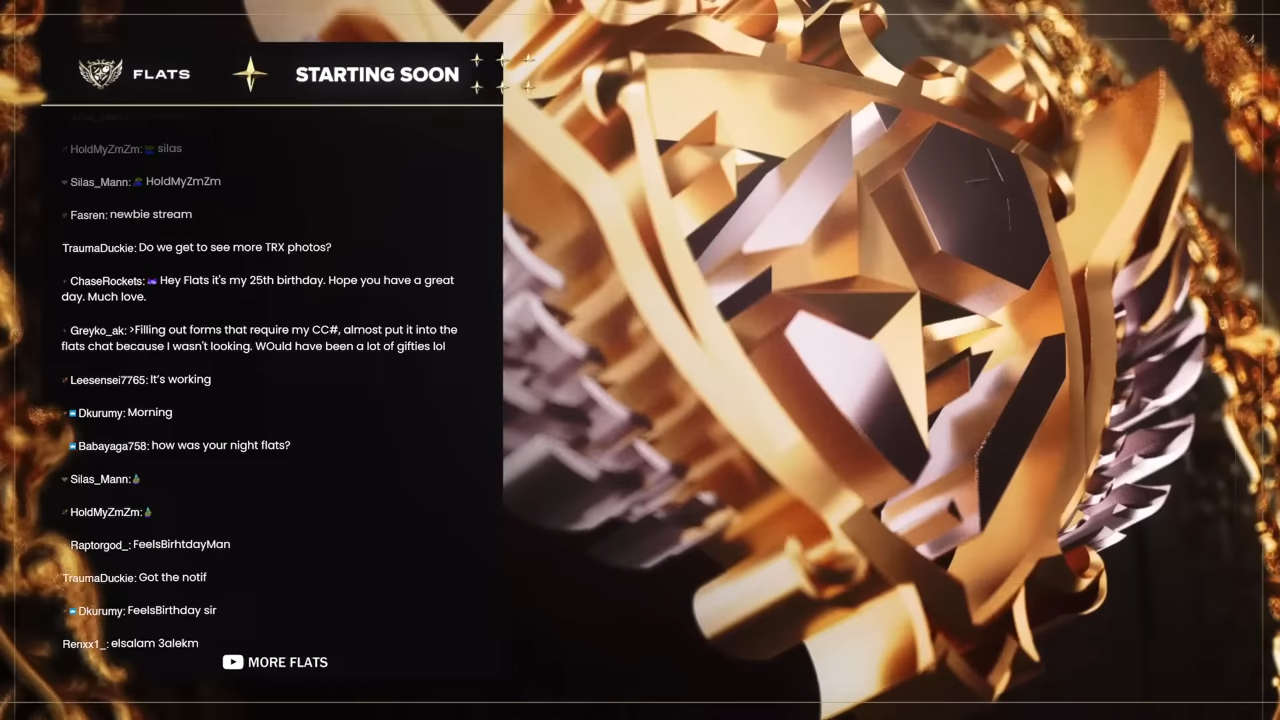 FLATS
STARTING SOON
HoldMyZmZm: silas
Silas_Mann: HoldMyZmZm
Fasren: newbie stream
TraumaDuckie: Do we get to see more TRX photos?
ChaseRockets: Hey Flats it's my 25th birthday. Hope you have a great
day. Much love.
Greyko_ak: >Filling out forms that require my CC#, almost put it into the
flats chat because I wasn't looking. WOuld have been a lot of gifties lol
Leesensei7765: It's working
Dkurumy: Morning
Babayaga758: how was your night flats?
Silas_Mann:
HoldMyZmZm:
Raptorgod_: FeelsBirhtdayMan
TraumaDuckie: Got the notif
Dkurumy: FeelsBirthday sir
Renxx1_: elsalam 3alekm
MORE FLATS